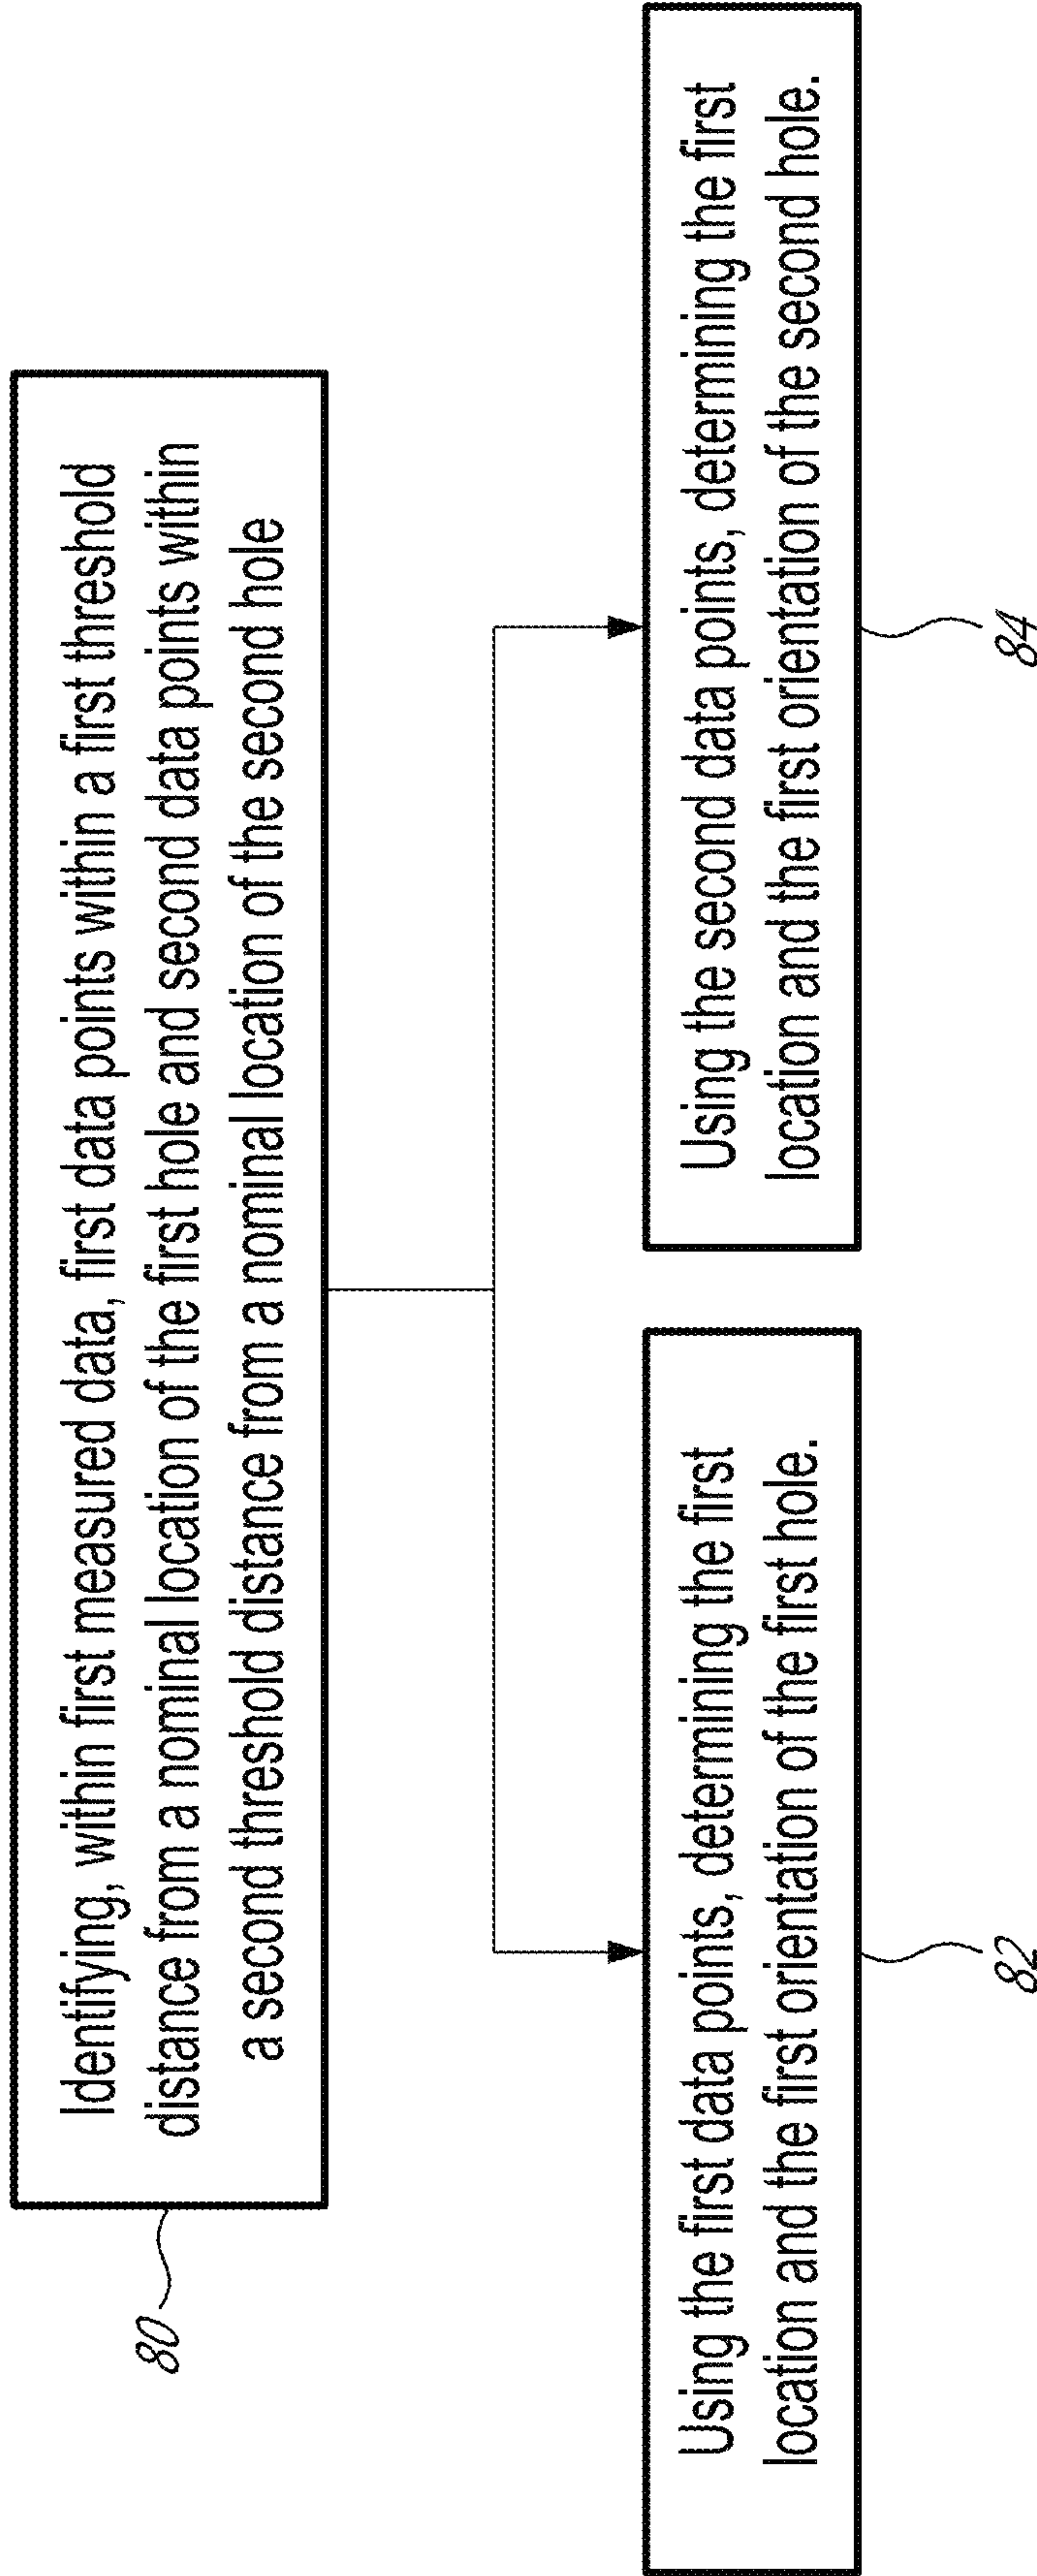 Identifying, within first measured data, first data points within a first threshold
distance from a nominal location of the first hole and second data points within
a second threshold distance from a nominal location of the second hole
80
Using the first data points, determining the first
location and the first orientation of the first hole.
82
Using the second data points, determining the first
location and the first orientation of the second hole.
84